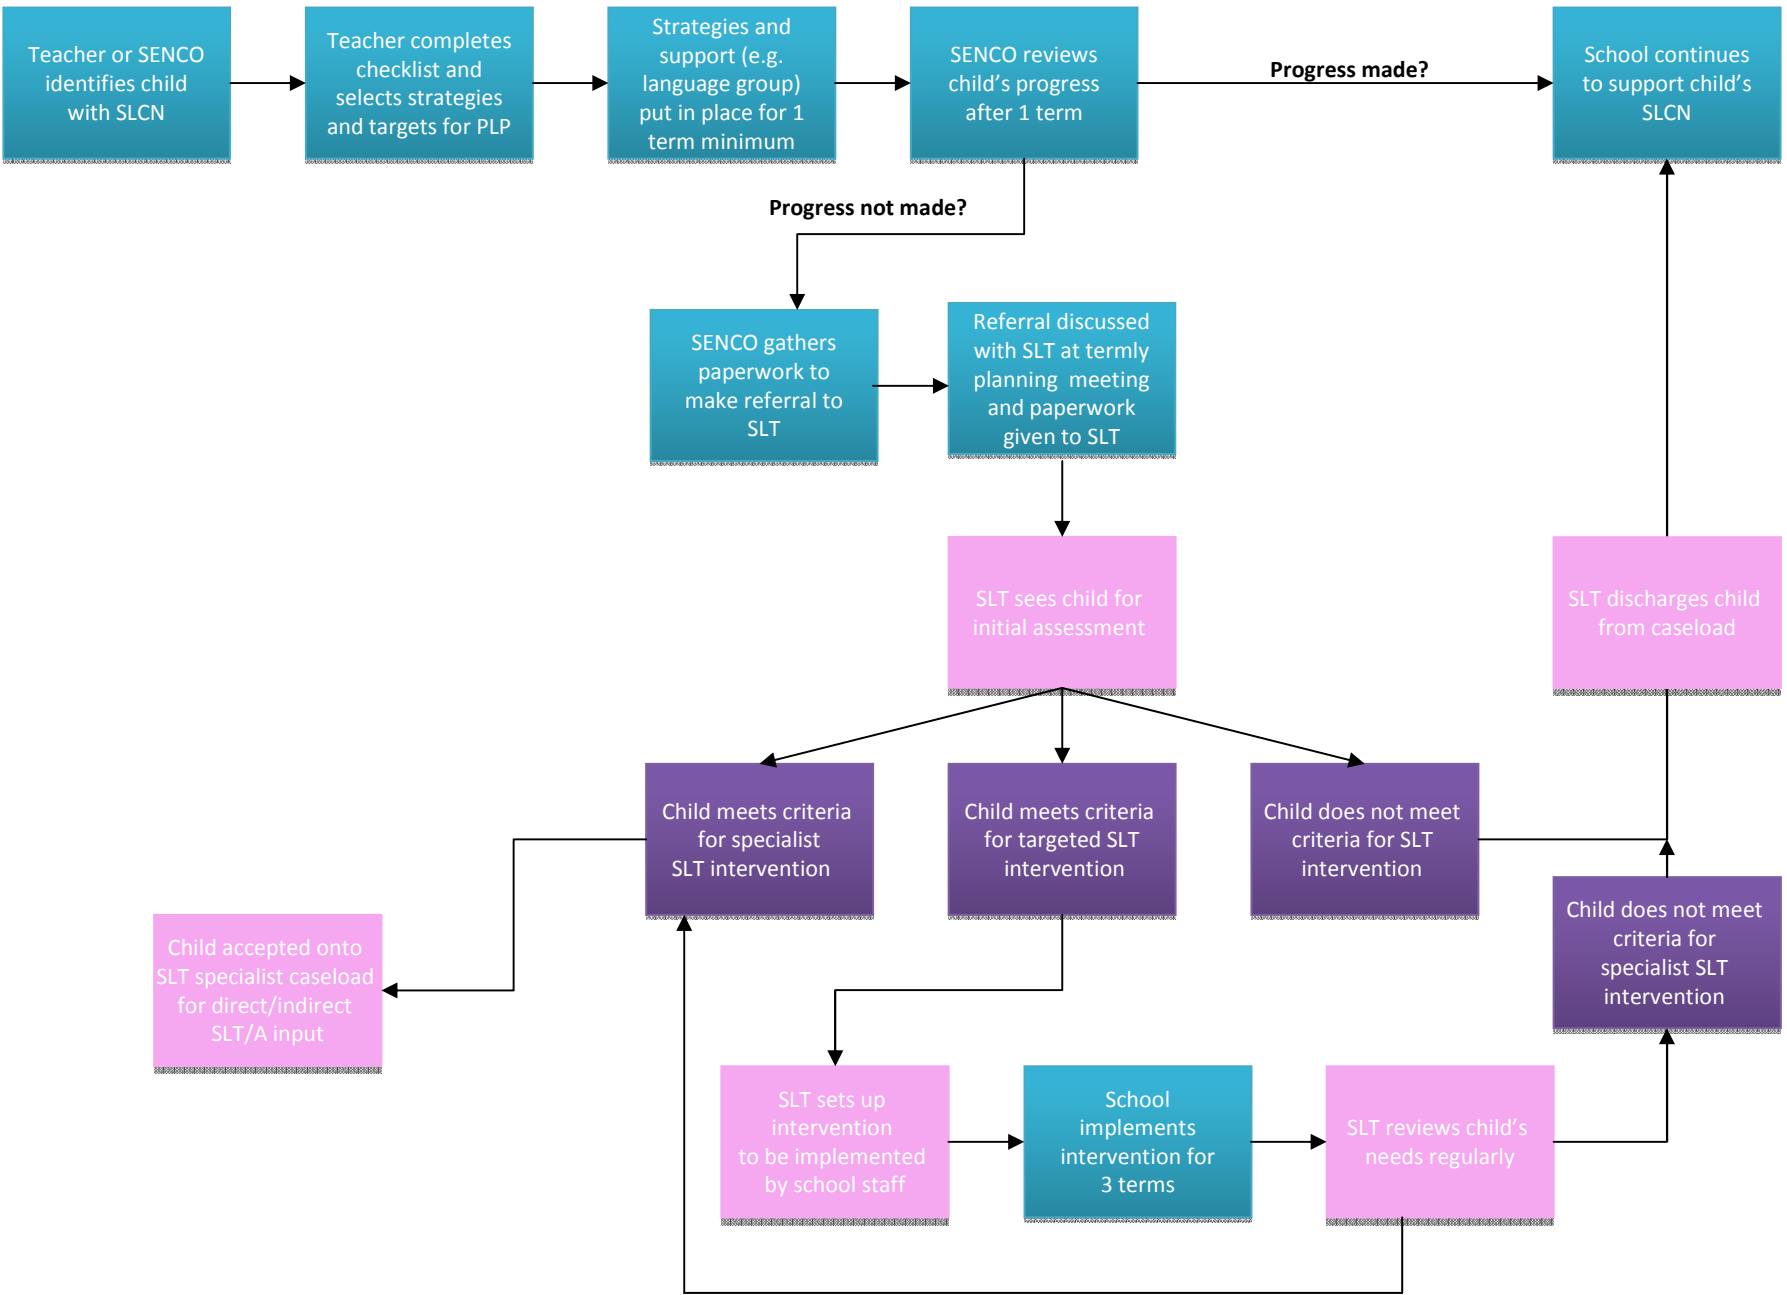 Teacher or SENCO
identifies child
with SLCN
Teacher completes
checklist and
selects strategies
and targets for PLP
Strategies and
support (e.g.
language group)
put in place for 1
term minimum
SENCO reviews
child’s progress
after 1 term
Progress made?
School continues
to support child’s
SLCN
Progress not made?
SENCO gathers
paperwork to
make referral to
SLT
Referral discussed
with SLT at termly
planning meeting
and paperwork
given to SLT
SLT sees child for
initial assessment
SLT discharges child
from caseload
Child meets criteria
for specialist
SLT intervention
Child meets criteria
for targeted SLT
intervention
Child does not meet
criteria for SLT
intervention
Child does not meet
criteria for
specialist SLT
intervention
Child accepted onto
SLT specialist caseload
for direct/indirect
SLT/A input
SLT sets up
intervention
to be implemented
by school staff
School
implements
intervention for
3 terms
SLT reviews child’s
needs regularly